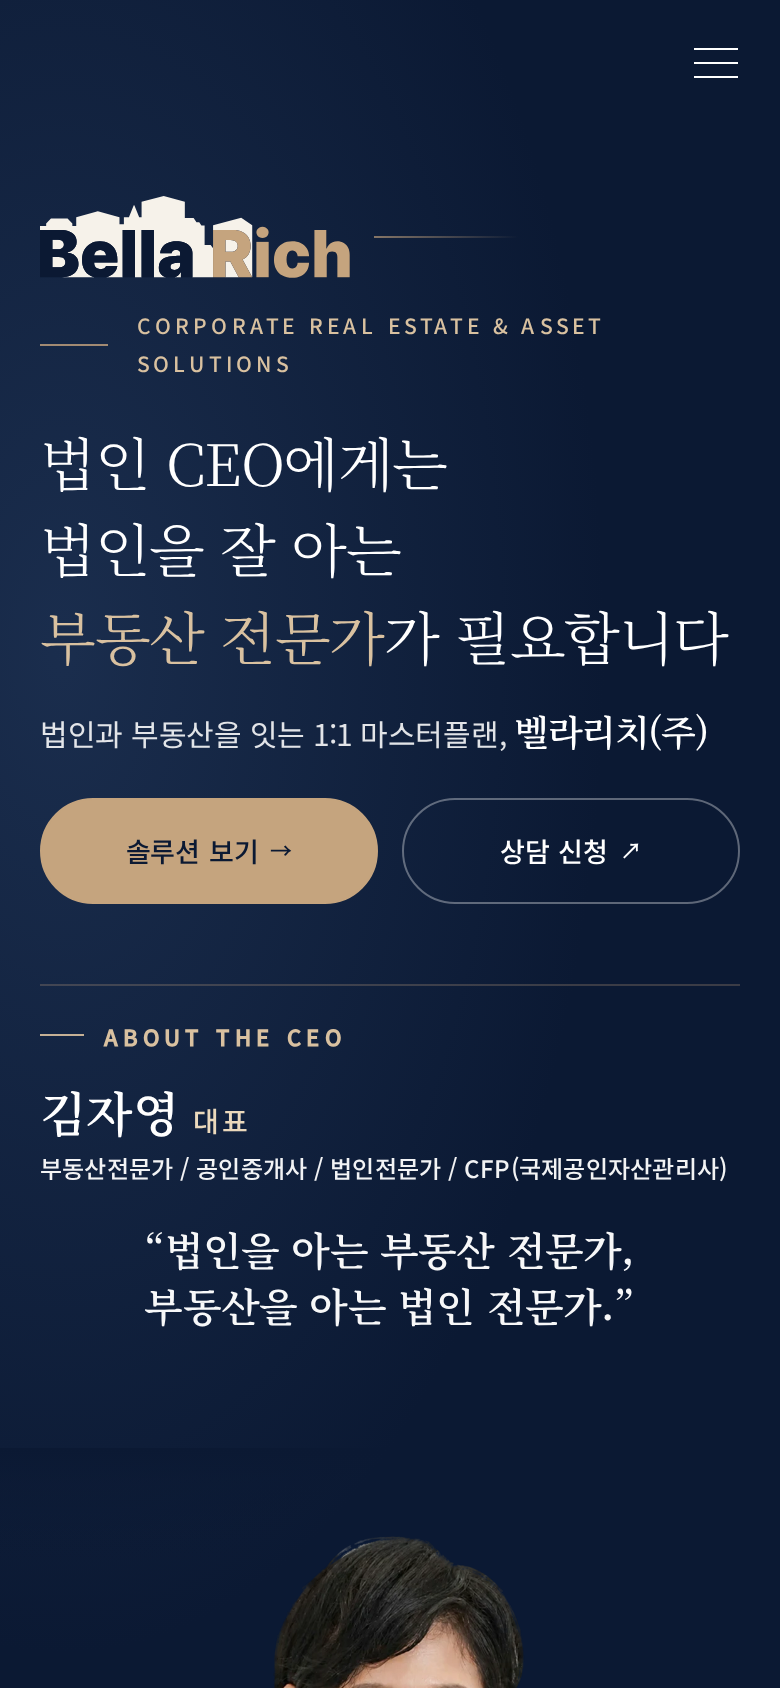 Bella Rich
CORPORATE REAL ESTATE & ASSET
SOLUTIONS
법인 CEO에게는
법인을 잘 아는
부동산 전문가가 필요합니다
법인과 부동산을 잇는 1:1 마스터플랜, 벨라리치(주)
솔루션 보기 →
상담 신청 ↗
ABOUT THE CEO
김자영 대표
부동산전문가 / 공인중개사 / 법인전문가 / CFP(국제공인자산관리사)
“법인을 아는 부동산 전문가,
부동산을 아는 법인 전문가.”